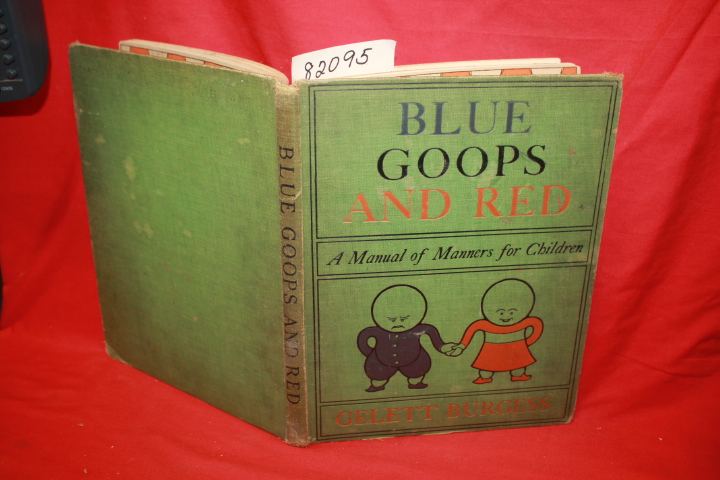 82095
BLUE
GOOPS
AND RED
A Manual of Manners for Children
GELETT BURGESS
BLUE GOOPS AND RED